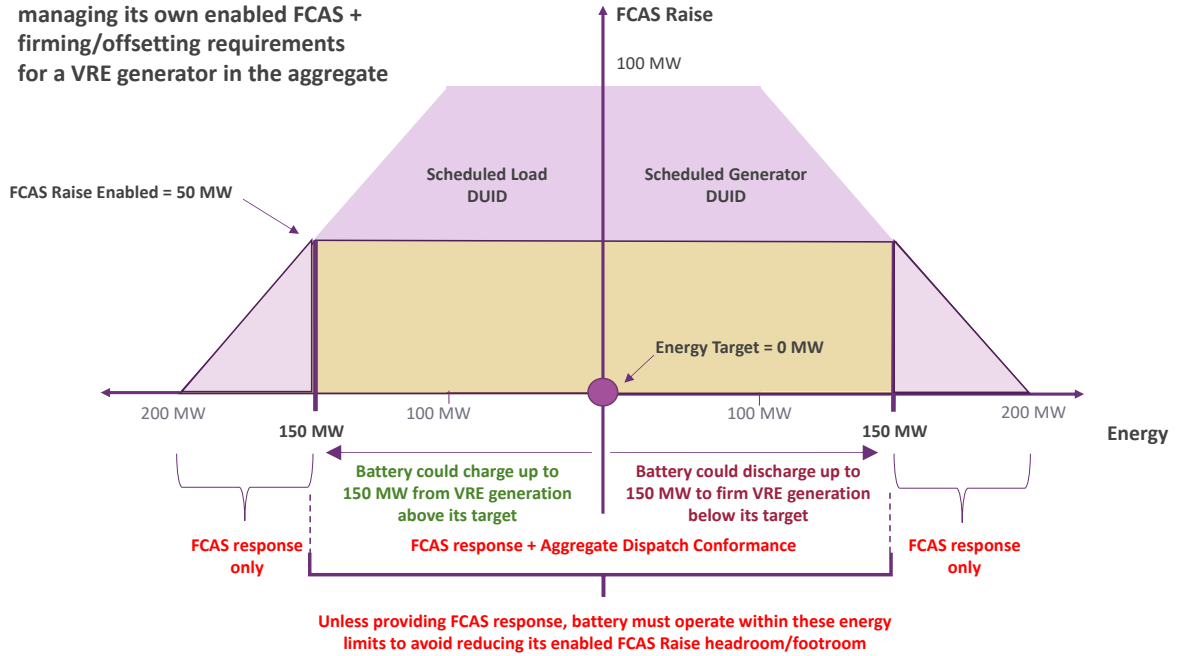 managing its own enabled FCAS +
firming/offsetting requirements
for a VRE generator in the aggregate
FCAS Raise
100 MW
Scheduled Load
DUID
Scheduled Generator
DUID
FCAS Raise Enabled = 50 MW
Energy Target = 0 MW
200 MW
100 MW
100 MW
200 MW
150 MW
150 MW
Energy
Battery could charge up to
150 MW from VRE generation
above its target
Battery could discharge up to
150 MW to firm VRE generation
below its target
FCAS response
only
FCAS response + Aggregate Dispatch Conformance
FCAS response
only
Unless providing FCAS response, battery must operate within these energy
limits to avoid reducing its enabled FCAS Raise headroom/footroom